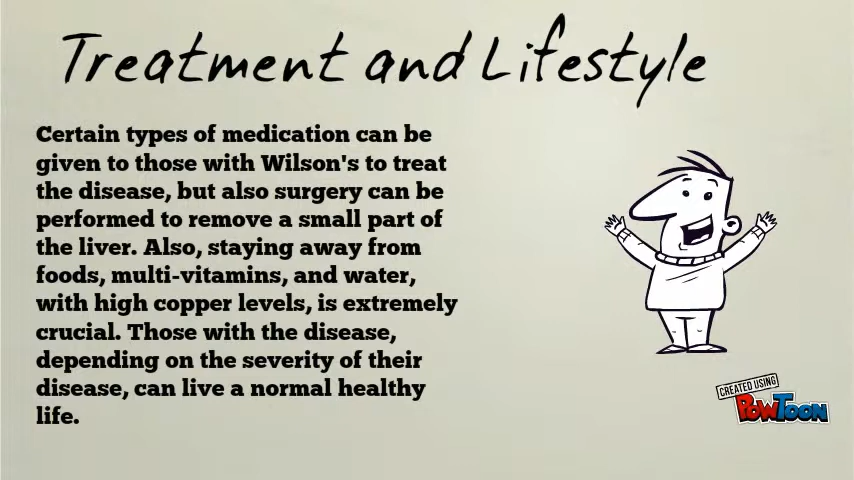 Treatment and Lifestyle
Certain types of medication can be
given to those with Wilson's to treat
the disease, but also surgery can be
performed to remove a small part of
the liver. Also, staying away from
foods, multi-vitamins, and water,
with high copper levels, is extremely
crucial. Those with the disease,
depending on the severity of their
disease, can live a normal healthy
life.
CREATED USING
POWTOON